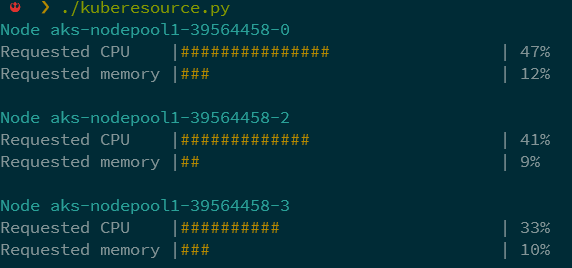 ❯ ./kuberesource.py
Node aks-nodepool1-39564458-0
Requested CPU    |###############                 | 47%
Requested memory |###                             | 12%
Node aks-nodepool1-39564458-2
Requested CPU    |#############                   | 41%
Requested memory |##                              | 9%
Node aks-nodepool1-39564458-3
Requested CPU    |##########                      | 33%
Requested memory |###                             | 10%